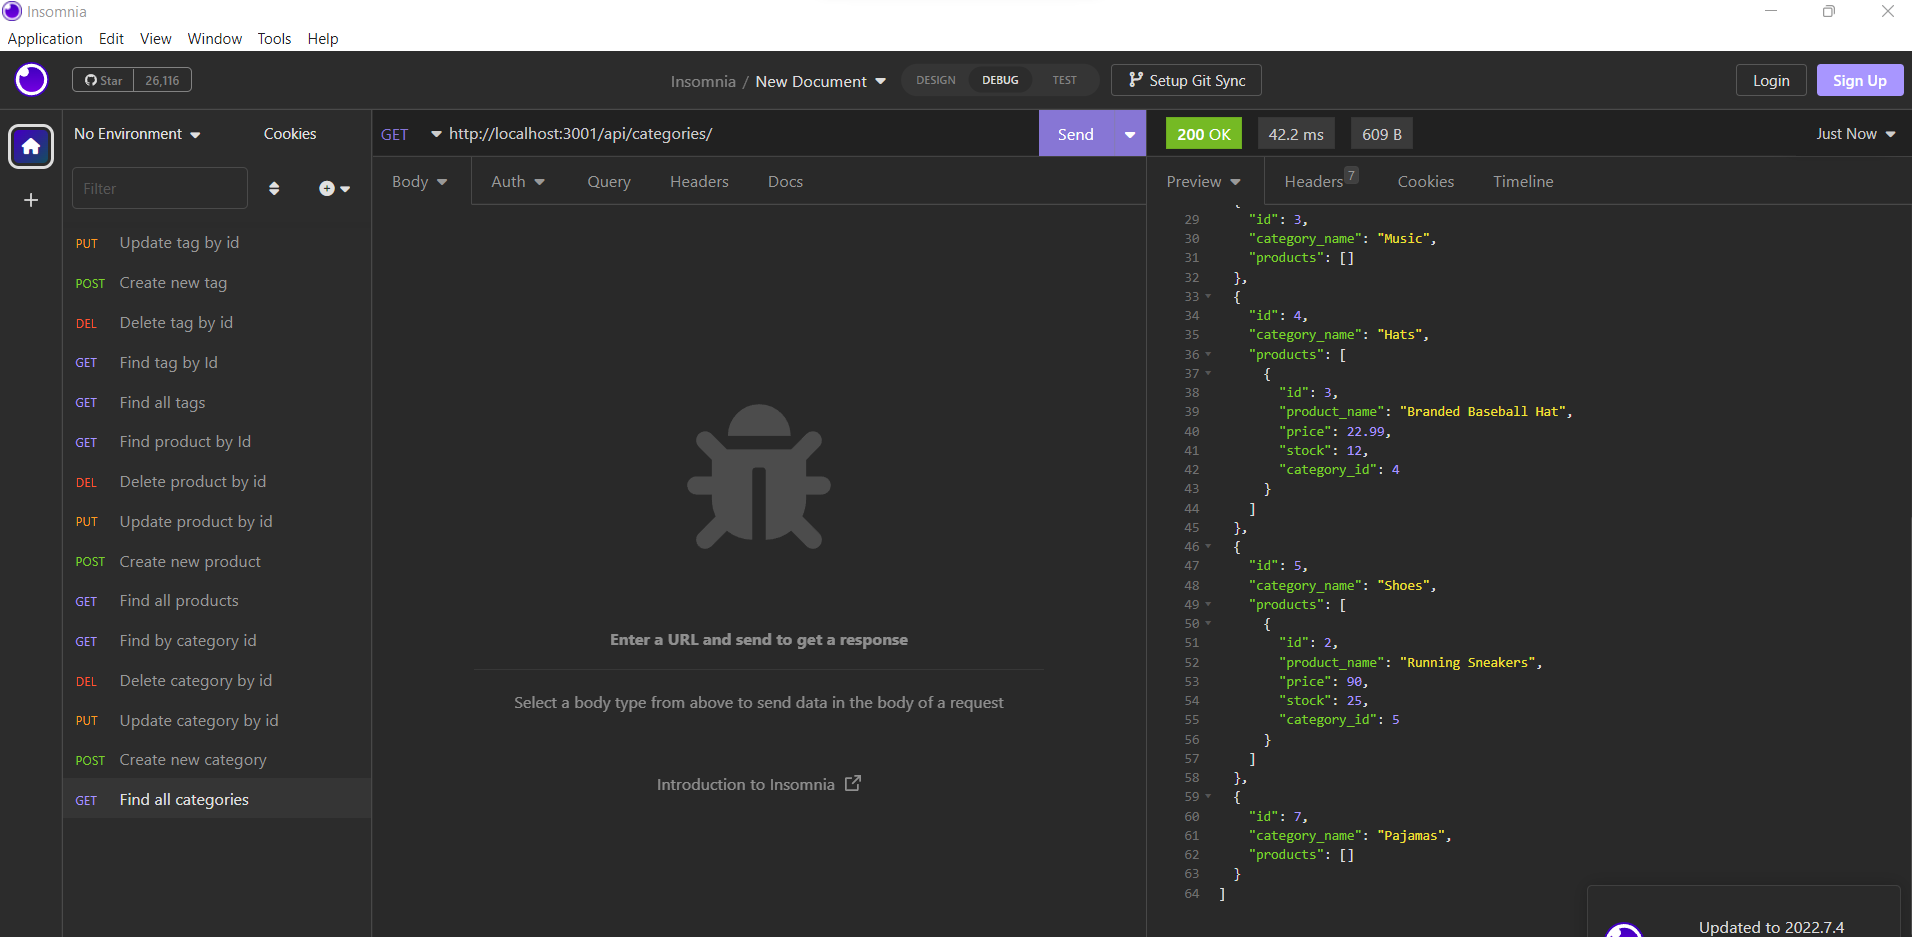 Insomnia
Application Edit View Window Tools Help
Star 26,116
Insomnia / New Document
DESIGN DEBUG TEST
Setup Git Sync
Login
Sign Up
No Environment
Cookies
Filter
PUT Update tag by id
POST Create new tag
DEL Delete tag by id
GET Find tag by Id
GET Find all tags
GET Find product by Id
DEL Delete product by id
PUT Update product by id
POST Create new product
GET Find all products
GET Find by category id
DEL Delete category by id
PUT Update category by id
POST Create new category
GET Find all categories
GET http://localhost:3001/api/categories/
Send
Body Auth Query Headers Docs
Enter a URL and send to get a response
Select a body type from above to send data in the body of a request
Introduction to Insomnia
200 OK 42.2 ms 609 B
Just Now
Preview Headers 7 Cookies Timeline
29 "id": 3,
30 "category_name": "Music",
31 "products": []
32 },
33 {
34 "id": 4,
35 "category_name": "Hats",
36 "products": [
37 {
38 "id": 3,
39 "product_name": "Branded Baseball Hat",
40 "price": 22.99,
41 "stock": 12,
42 "category_id": 4
43 }
44 ]
45 },
46 {
47 "id": 5,
48 "category_name": "Shoes",
49 "products": [
50 {
51 "id": 2,
52 "product_name": "Running Sneakers",
53 "price": 90,
54 "stock": 25,
55 "category_id": 5
56 }
57 ]
58 },
59 {
60 "id": 7,
61 "category_name": "Pajamas",
62 "products": []
63 }
64 ]
Updated to 2022.7.4